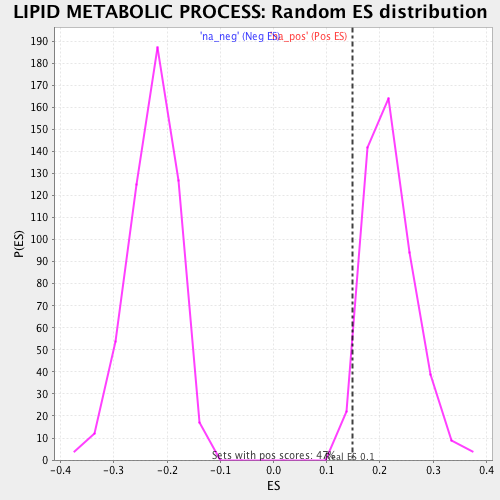 LIPID METABOLIC PROCESS: Random ES distribution
'na_neg' (Neg ES)
'na_pos' (Pos ES)
190
180
170
160
150
140
130
120
110
100
90
80
70
60
50
40
30
20
10
0
P(ES)
Sets with pos scores: 47%
Real ES 0.1
-0.4 -0.3 -0.2 -0.1 0.0 0.1 0.2 0.3 0.4
ES